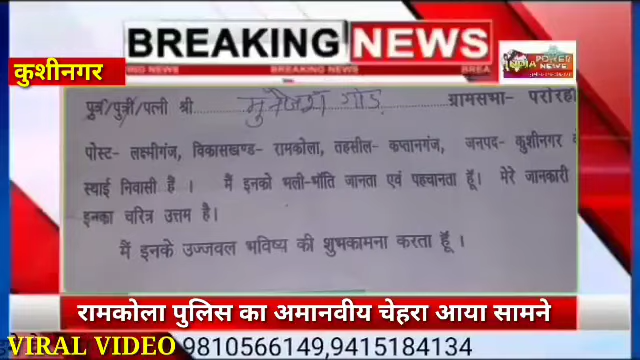 BREAKING NEWS
कुशीनगर
POWER NEWS
पुत्र/पुत्री/पत्नी श्री ग्रामसभा- परोरहा
पोस्ट- लक्ष्मीगंज, विकासखण्ड- रामकोला, तहसील- कप्तानगंज, जनपद- कुशीनगर
स्थाई निवासी हैं । मैं इनको भली-भाँति जानता एवं पहचानता हूँ। मेरे जानकारी
इनका चरित्र उत्तम है।
मैं इनके उज्जवल भविष्य की शुभकामना करता हूँ ।
रामकोला पुलिस का अमानवीय चेहरा आया सामने
VIRAL VIDEO 9810566149,9415184134